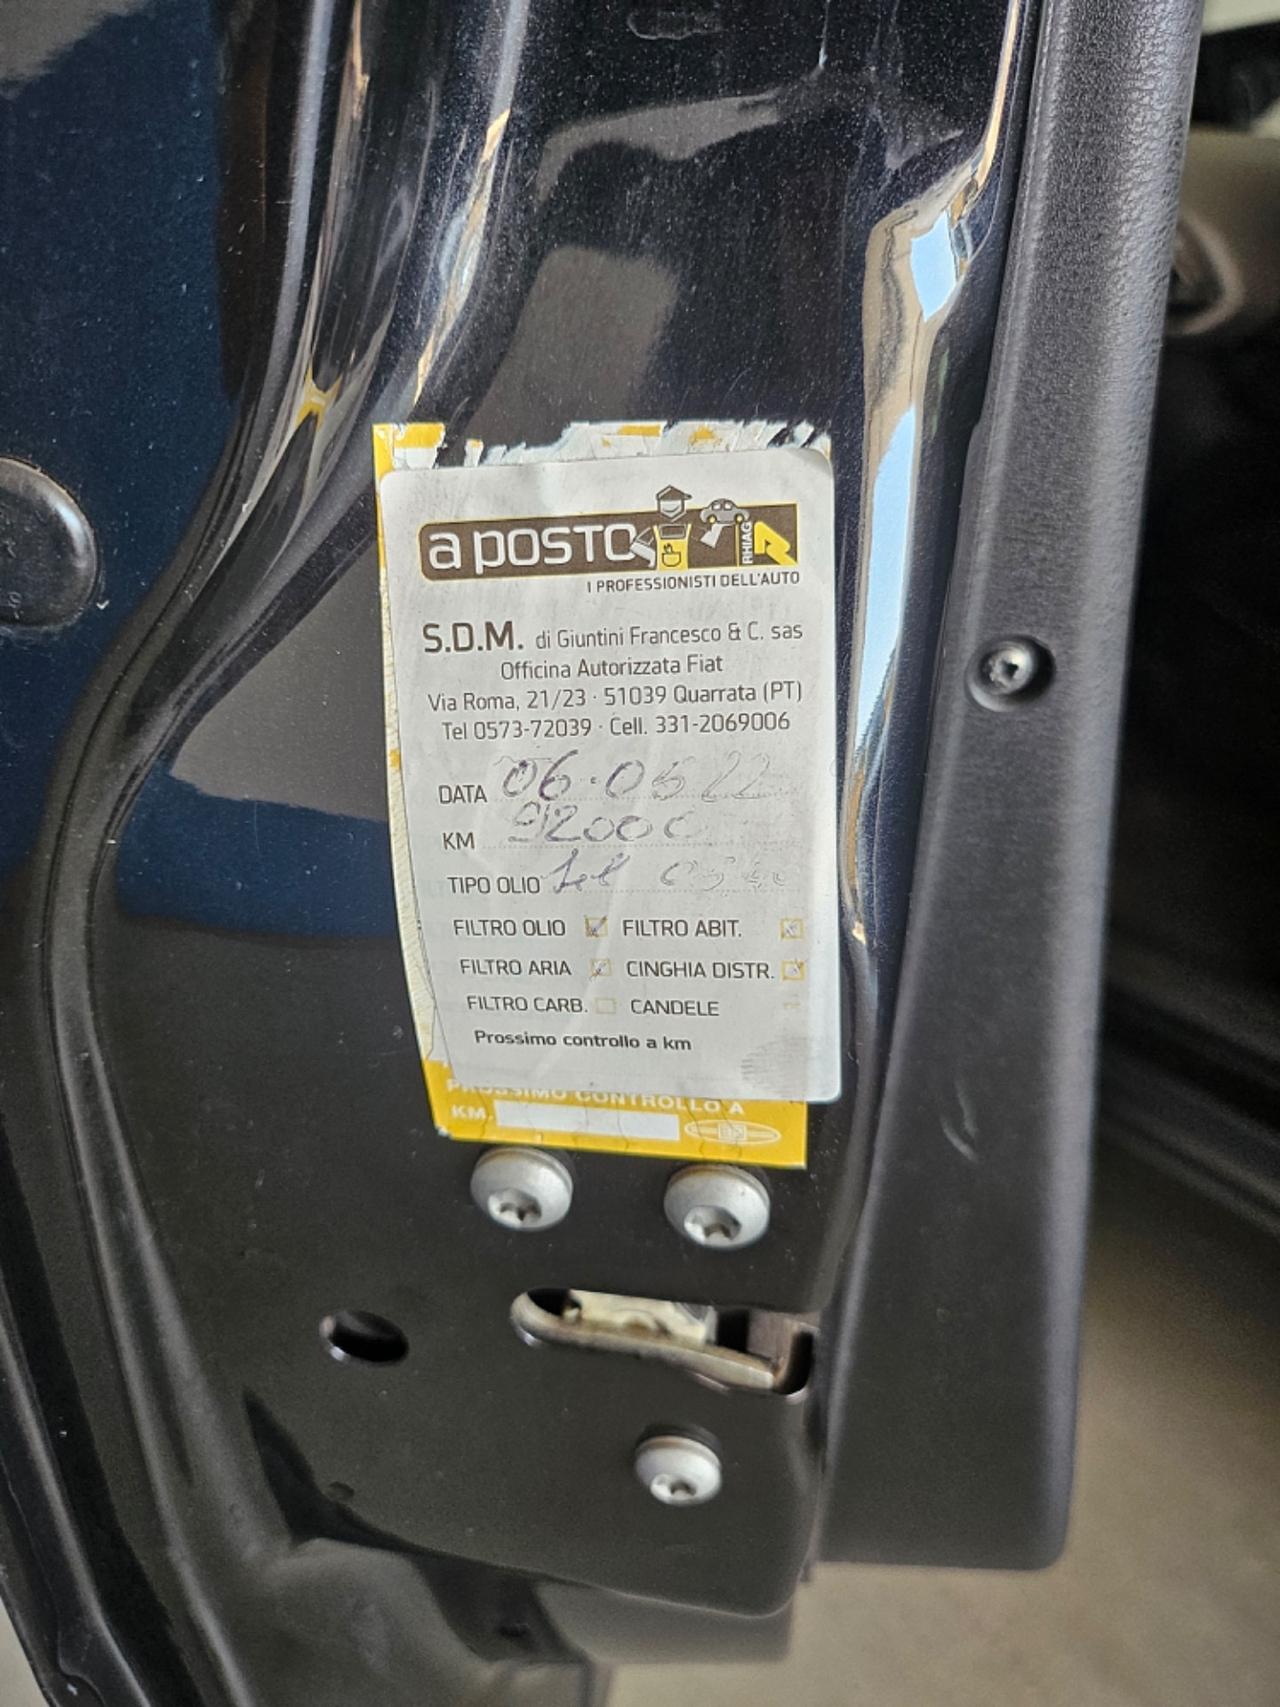 a posto
RHIAG
I PROFESSIONISTI DELL'AUTO
S.D.M. di Giuntini Francesco & C. sas
Officina Autorizzata Fiat
Via Roma, 21/23 · 51039 Quarrata (PT)
Tel 0573-72039 · Cell. 331-2069006
DATA 06.05 22
KM 92000
TIPO OLIO
FILTRO OLIO FILTRO ABIT.
FILTRO ARIA CINGHIA DISTR.
FILTRO CARB. CANDELE
Prossimo controllo a km
PROSSIMO CONTROLLO A
KM.